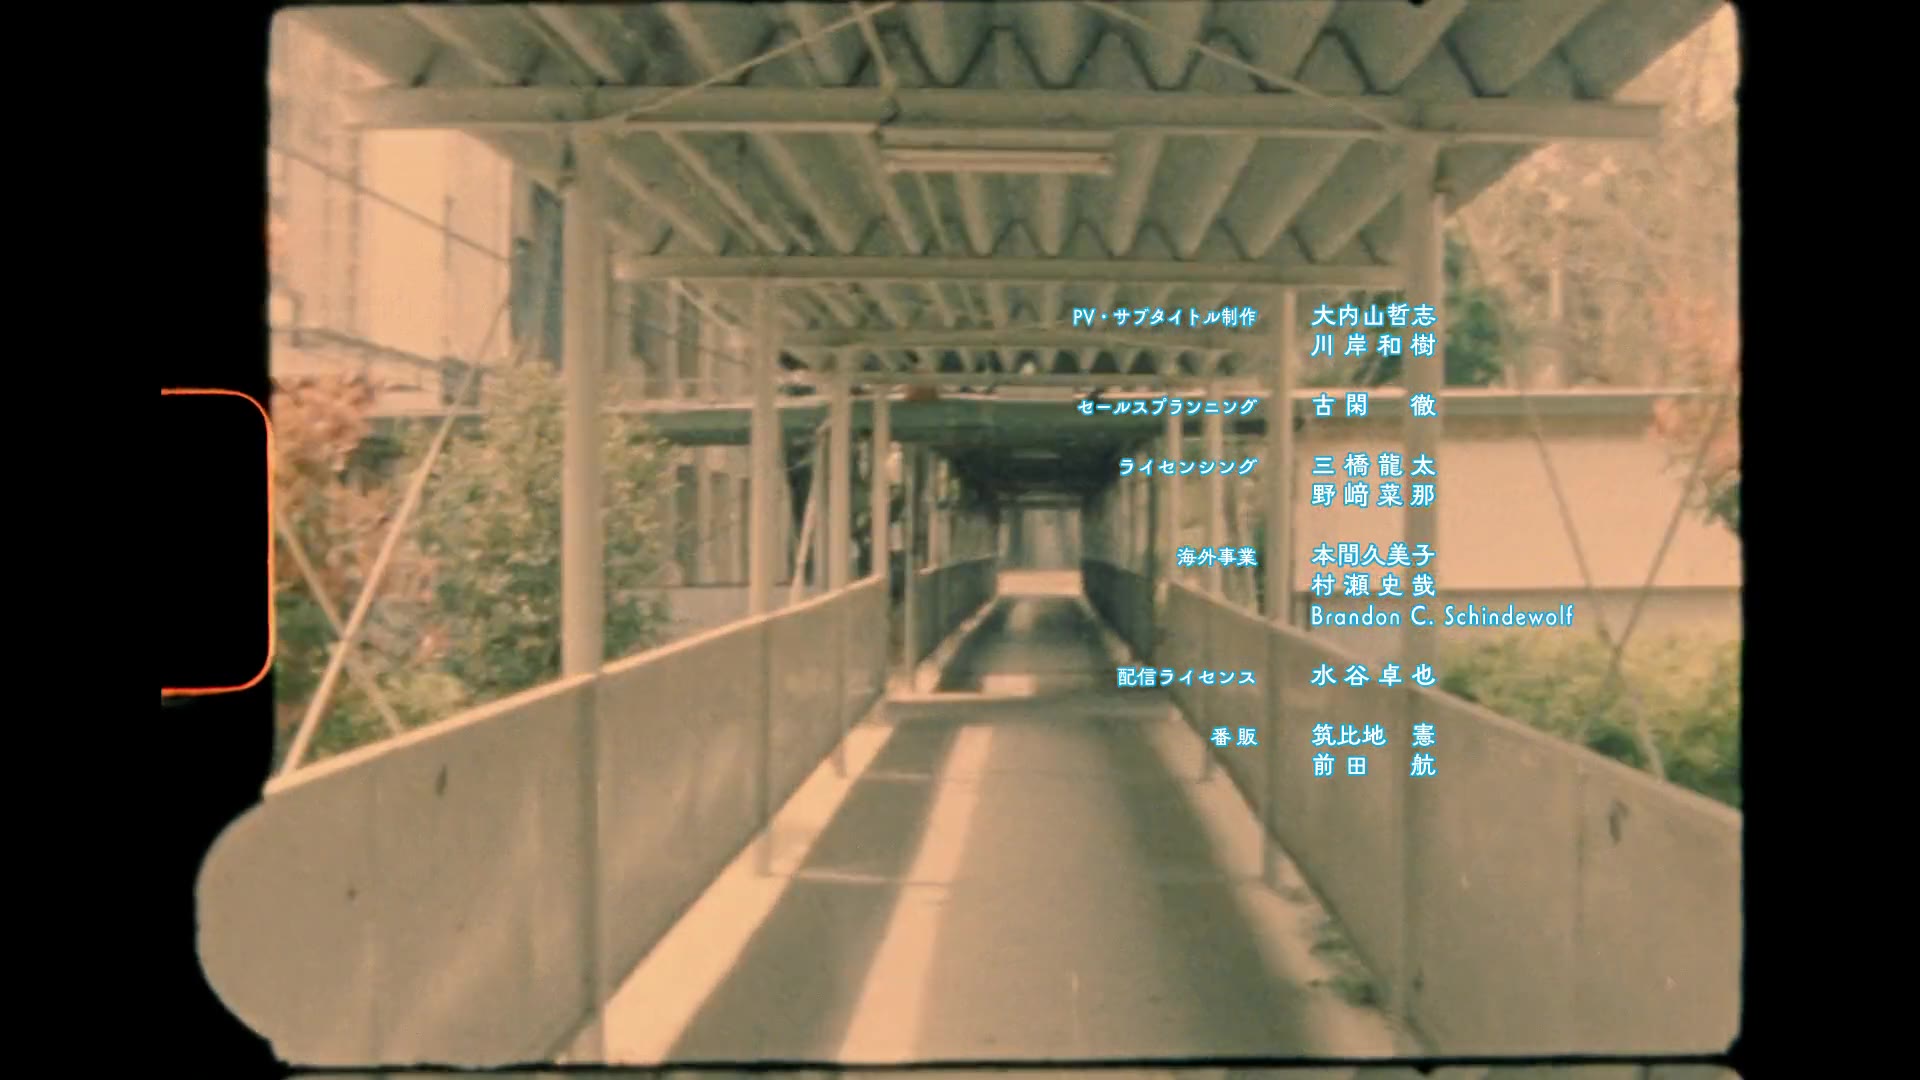 PV・サブタイトル制作 大内山哲志
川岸和樹
セールスプランニング 古閑 徹
ライセンシング 三橋龍太
野﨑菜那
海外事業 本間久美子
村瀬史哉
Brandon C. Schindewolf
配信ライセンス 水谷卓也
番販 筑比地 憲
前田 航